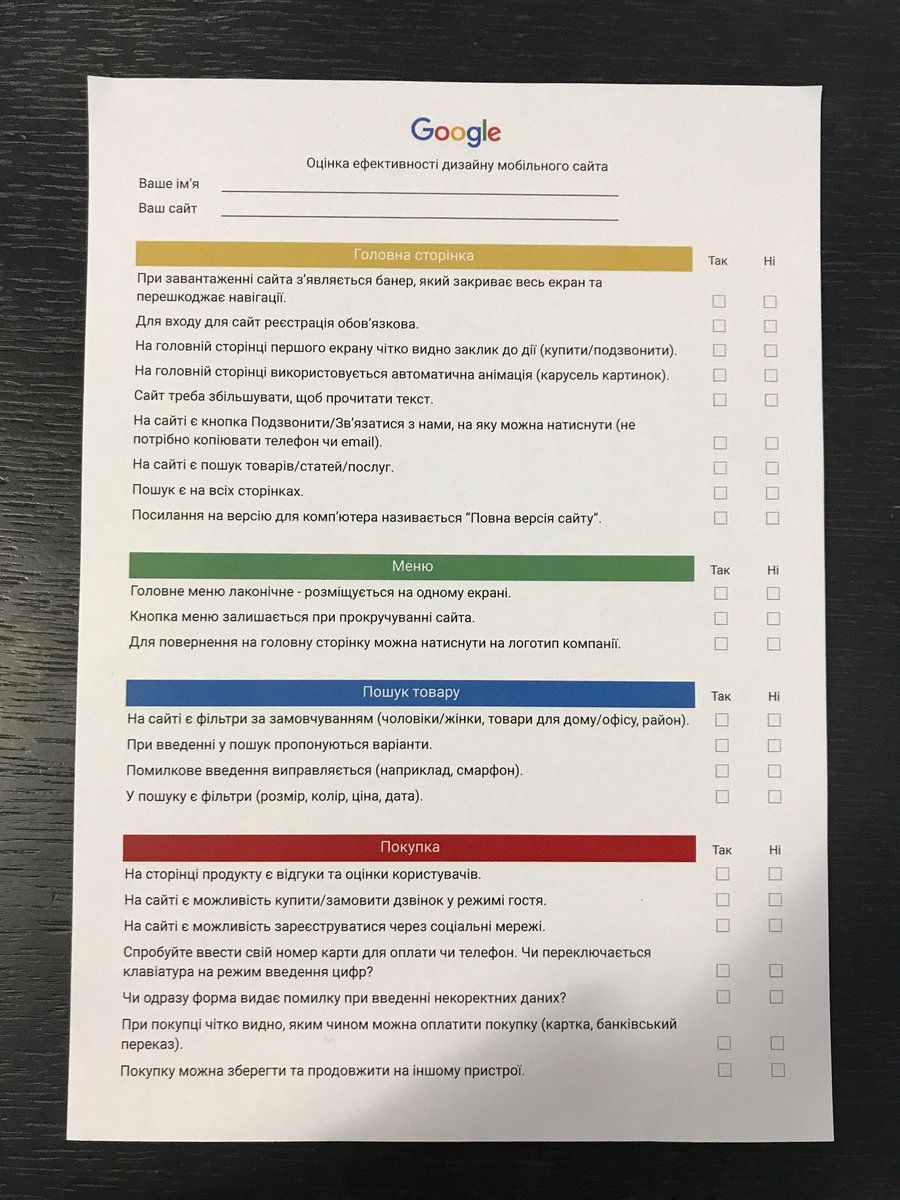 Google
Оцінка ефективності дизайну мобільного сайта
Ваше ім'я
Ваш сайт
Головна сторінка Так Ні
При завантаженні сайта з'являється банер, який закриває весь екран та
перешкоджає навігації.
Для входу для сайт реєстрація обов'язкова.
На головній сторінці першого екрану чітко видно заклик до дії (купити/подзвонити).
На головній сторінці використовується автоматична анімація (карусель картинок).
Сайт треба збільшувати, щоб прочитати текст.
На сайті є кнопка Подзвонити/Зв'язатися з нами, на яку можна натиснути (не
потрібно копіювати телефон чи email).
На сайті є пошук товарів/статей/послуг.
Пошук є на всіх сторінках.
Посилання на версію для комп'ютера називається “Повна версія сайту”.
Меню Так Ні
Головне меню лаконічне - розміщується на одному екрані.
Кнопка меню залишається при прокручуванні сайта.
Для повернення на головну сторінку можна натиснути на логотип компанії.
Пошук товару Так Ні
На сайті є фільтри за замовчуванням (чоловіки/жінки, товари для дому/офісу, район).
При введенні у пошук пропонуються варіанти.
Помилкове введення виправляється (наприклад, смарфон).
У пошуку є фільтри (розмір, колір, ціна, дата).
Покупка Так Ні
На сторінці продукту є відгуки та оцінки користувачів.
На сайті є можливість купити/замовити дзвінок у режимі гостя.
На сайті є можливість зареєструватися через соціальні мережі.
Спробуйте ввести свій номер карти для оплати чи телефон. Чи переключається
клавіатура на режим введення цифр?
Чи одразу форма видає помилку при введенні некоректних даних?
При покупці чітко видно, яким чином можна оплатити покупку (картка, банківський
переказ).
Покупку можна зберегти та продовжити на іншому пристрої.